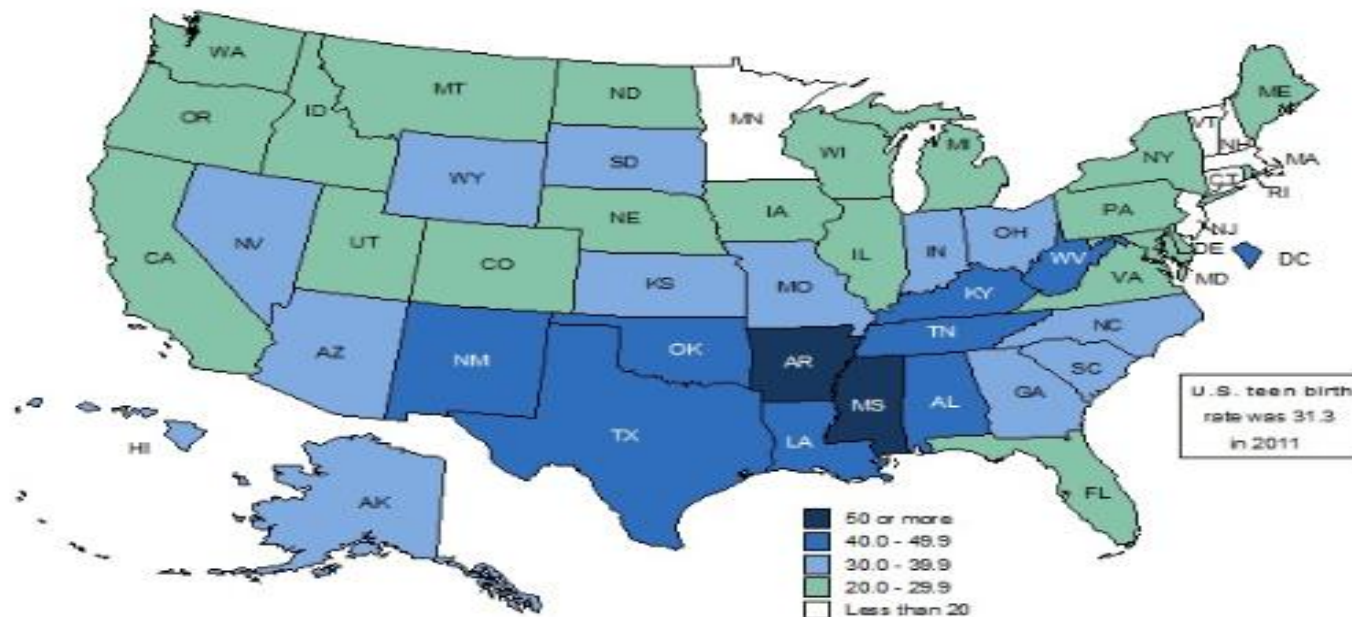 WA
MT
ND
MN
ME
OR
ID
SD
WI
MI
VT
NH
NY
MA
WY
CT
RI
IA
PA
NE
NJ
NV
UT
IL
IN
OH
DE
CA
CO
WV
DC
KS
MO
VA
MD
KY
NC
TN
AZ
NM
OK
AR
SC
MS
AL
GA
TX
LA
HI
AK
FL
U.S. teen birth
rate was 31.3
in 2011
50 or more
40.0 - 49.9
30.0 - 39.9
20.0 - 29.9
Less than 20